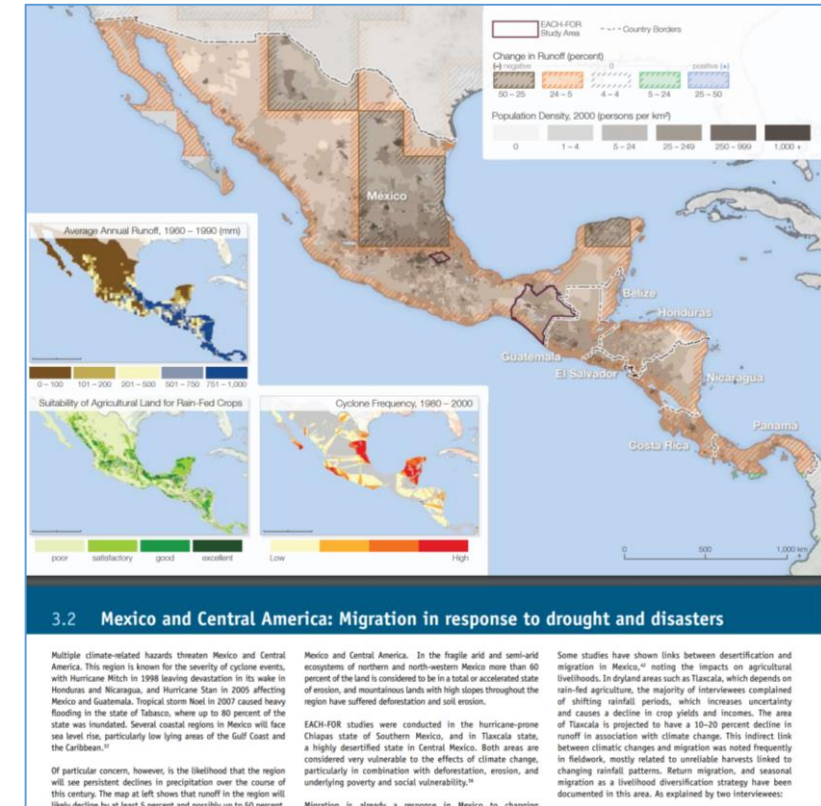 EACH-FOR
Study Area
Country Borders
Change in Runoff (percent)
(-) negative 0 positive (+)
50 – 25 24 – 5 4 – 4 5 – 24 25 – 50
Population Density, 2000 (persons per km²)
0 1 – 4 5 – 24 25 – 249 250 – 999 1,000 +
México
Belize
Honduras
Guatemala
El Salvador
Nicaragua
Costa Rica
Panamá
0 500 1,000 km
Average Annual Runoff, 1960 – 1990 (mm)
0 – 100 101 – 200 201 – 500 501 – 750 751 – 1,000
Suitability of Agricultural Land for Rain-Fed Crops
poor satisfactory good excellent
Cyclone Frequency, 1980 – 2000
Low High
3.2 Mexico and Central America: Migration in response to drought and disasters
Multiple climate-related hazards threaten Mexico and Central
America. This region is known for the severity of cyclone events,
with Hurricane Mitch in 1998 leaving devastation in its wake in
Honduras and Nicaragua, and Hurricane Stan in 2005 affecting
Mexico and Guatemala. Tropical storm Noel in 2007 caused heavy
flooding in the state of Tabasco, where up to 80 percent of the
state was inundated. Several coastal regions in Mexico will face
sea level rise, particularly low lying areas of the Gulf Coast and
the Caribbean.
Of particular concern, however, is the likelihood that the region
will see persistent declines in precipitation over the course of
this century. The map at left shows that runoff in the region will
likely decline by at least 5 percent and possibly up to 50 percent.
Mexico and Central America. In the fragile arid and semi-arid
ecosystems of northern and north-western Mexico more than 60
percent of the land is considered to be in a total or accelerated state
of erosion, and mountainous lands with high slopes throughout the
region have suffered deforestation and soil erosion.
EACH-FOR studies were conducted in the hurricane-prone
Chiapas state of Southern Mexico, and in Tlaxcala state,
a highly desertified state in Central Mexico. Both areas are
considered very vulnerable to the effects of climate change,
particularly in combination with deforestation, erosion, and
underlying poverty and social vulnerability.
Migration is already a response in Mexico to changing
Some studies have shown links between desertification and
migration in Mexico, noting the impacts on agricultural
livelihoods. In dryland areas such as Tlaxcala, which depends on
rain-fed agriculture, the majority of interviewees complained
of shifting rainfall periods, which increases uncertainty
and causes a decline in crop yields and incomes. The area
of Tlaxcala is projected to have a 10–20 percent decline in
runoff in association with climate change. This indirect link
between climatic changes and migration was noted frequently
in fieldwork, mostly related to unreliable harvests linked to
changing rainfall patterns. Return migration, and seasonal
migration as a livelihood diversification strategy have been
documented in this area. As explained by two interviewees: